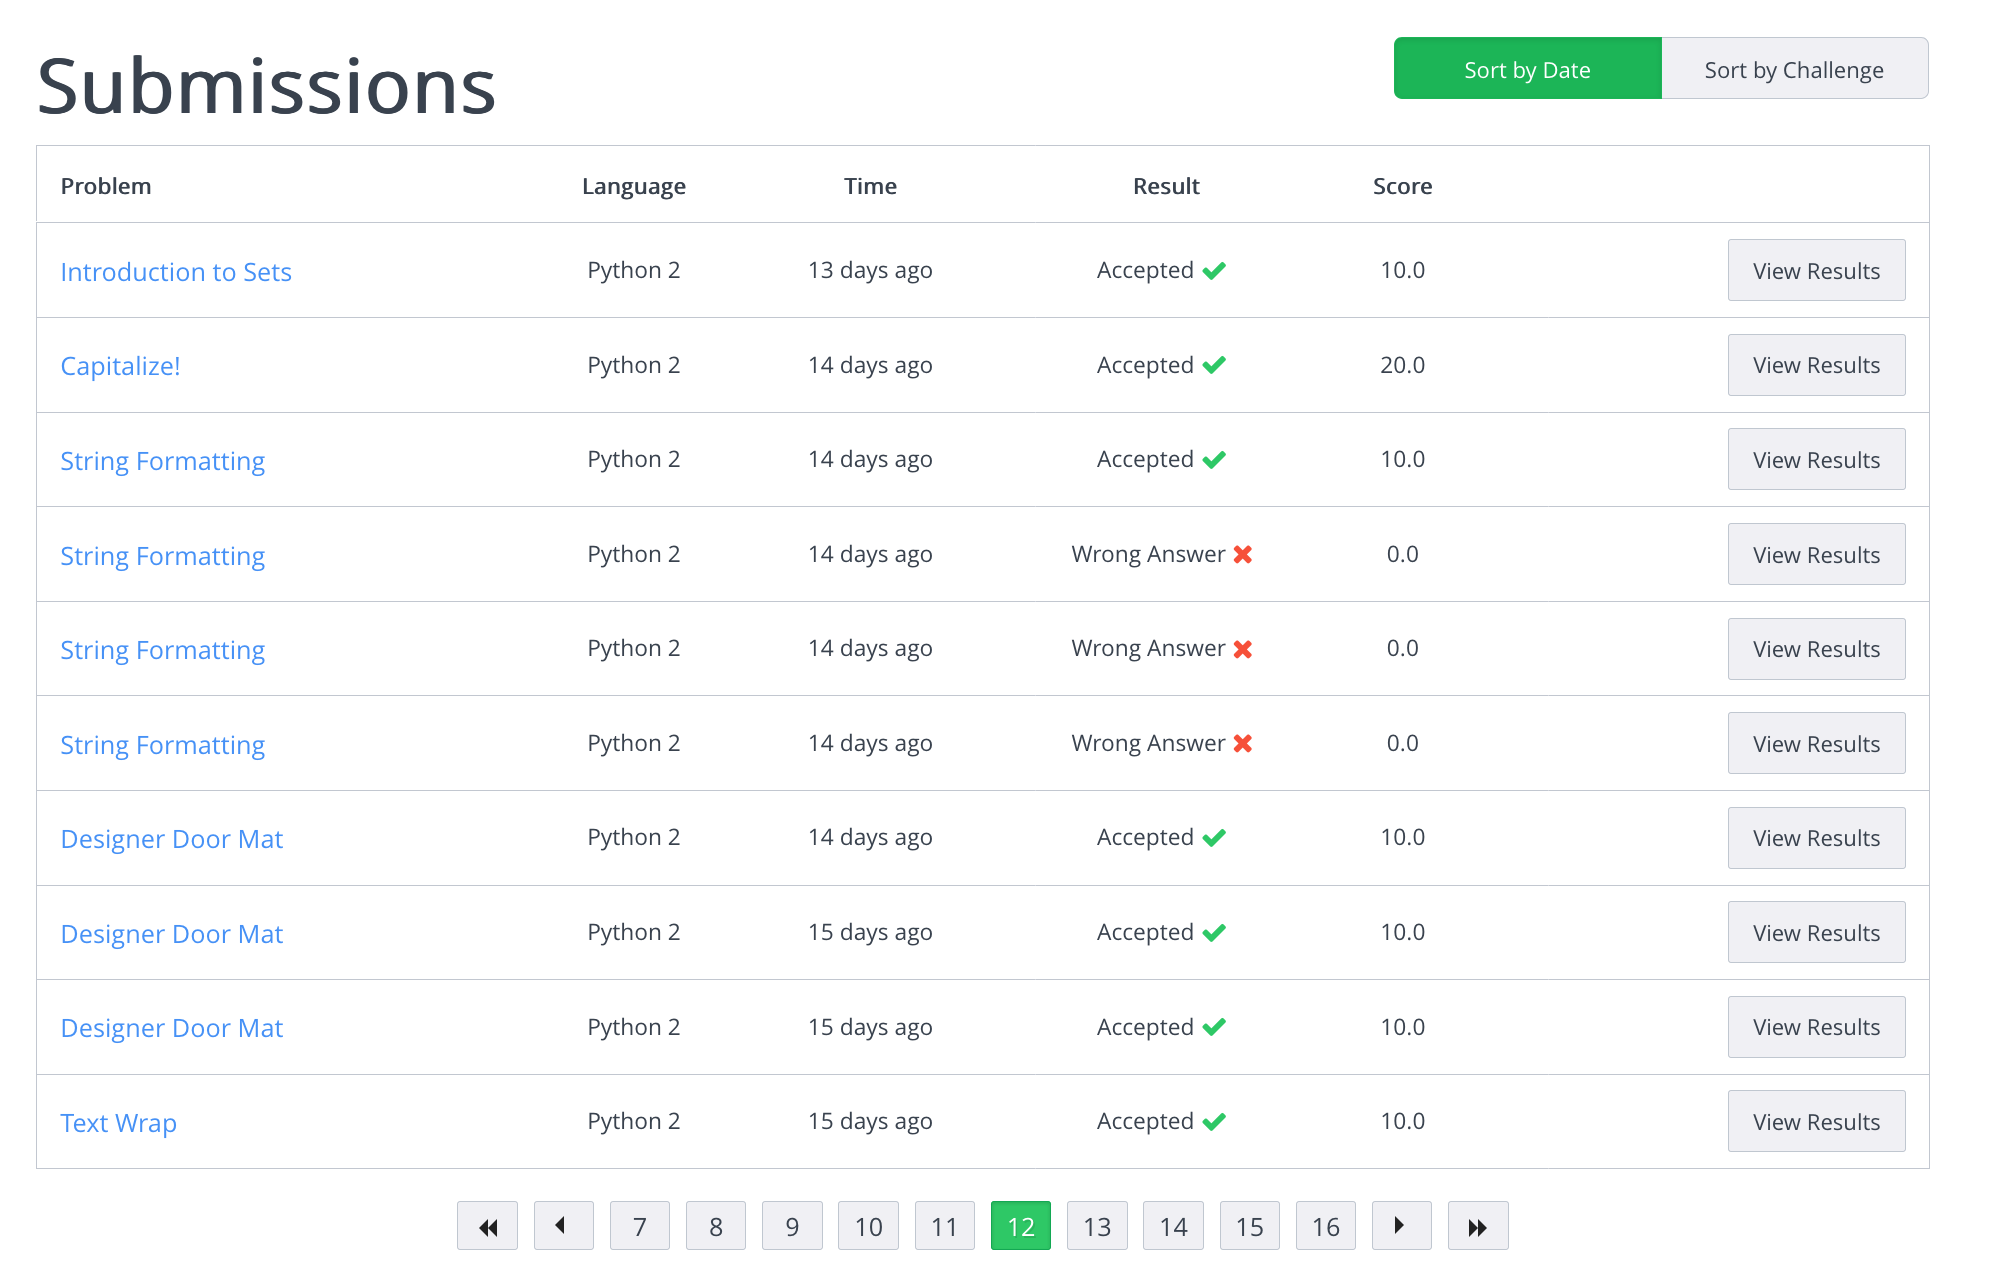 Submissions
Sort by Date Sort by Challenge
Problem Language Time Result Score
Introduction to Sets Python 2 13 days ago Accepted 10.0 View Results
Capitalize! Python 2 14 days ago Accepted 20.0 View Results
String Formatting Python 2 14 days ago Accepted 10.0 View Results
String Formatting Python 2 14 days ago Wrong Answer 0.0 View Results
String Formatting Python 2 14 days ago Wrong Answer 0.0 View Results
String Formatting Python 2 14 days ago Wrong Answer 0.0 View Results
Designer Door Mat Python 2 14 days ago Accepted 10.0 View Results
Designer Door Mat Python 2 15 days ago Accepted 10.0 View Results
Designer Door Mat Python 2 15 days ago Accepted 10.0 View Results
Text Wrap Python 2 15 days ago Accepted 10.0 View Results
7 8 9 10 11 12 13 14 15 16